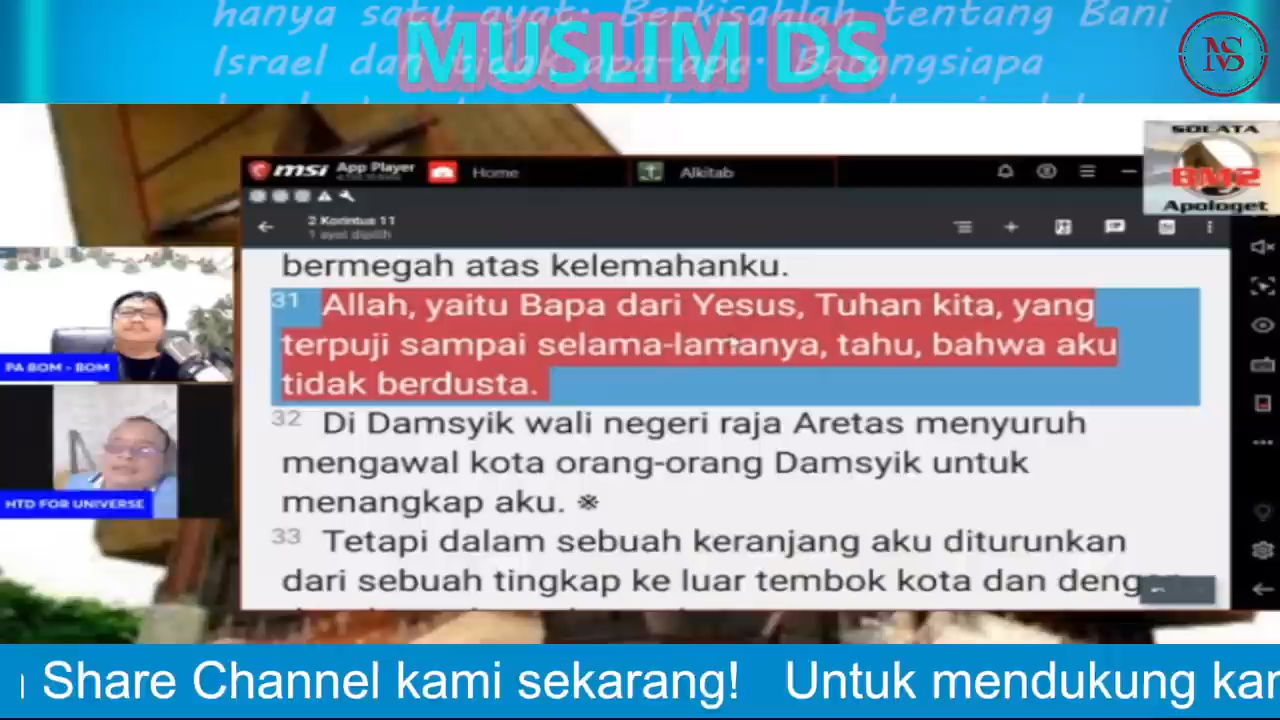 hanya satu ayat. Berkisahlah tentang Bani
Israel dan tidak apa-apa. Barangsiapa
MUSLIM DS
MS
SOLATA
BM2
Apologet
msi App Player
Home
Alkitab
2 Korintus 11
1 ayat dipilih
bermegah atas kelemahanku.
31 Allah, yaitu Bapa dari Yesus, Tuhan kita, yang
terpuji sampai selama-lamanya, tahu, bahwa aku
tidak berdusta.
32 Di Damsyik wali negeri raja Aretas menyuruh
mengawal kota orang-orang Damsyik untuk
menangkap aku. ※
33 Tetapi dalam sebuah keranjang aku diturunkan
dari sebuah tingkap ke luar tembok kota dan
PA BOM - BOM
HTD FOR UNIVERSE
Share Channel kami sekarang! Untuk mendukung